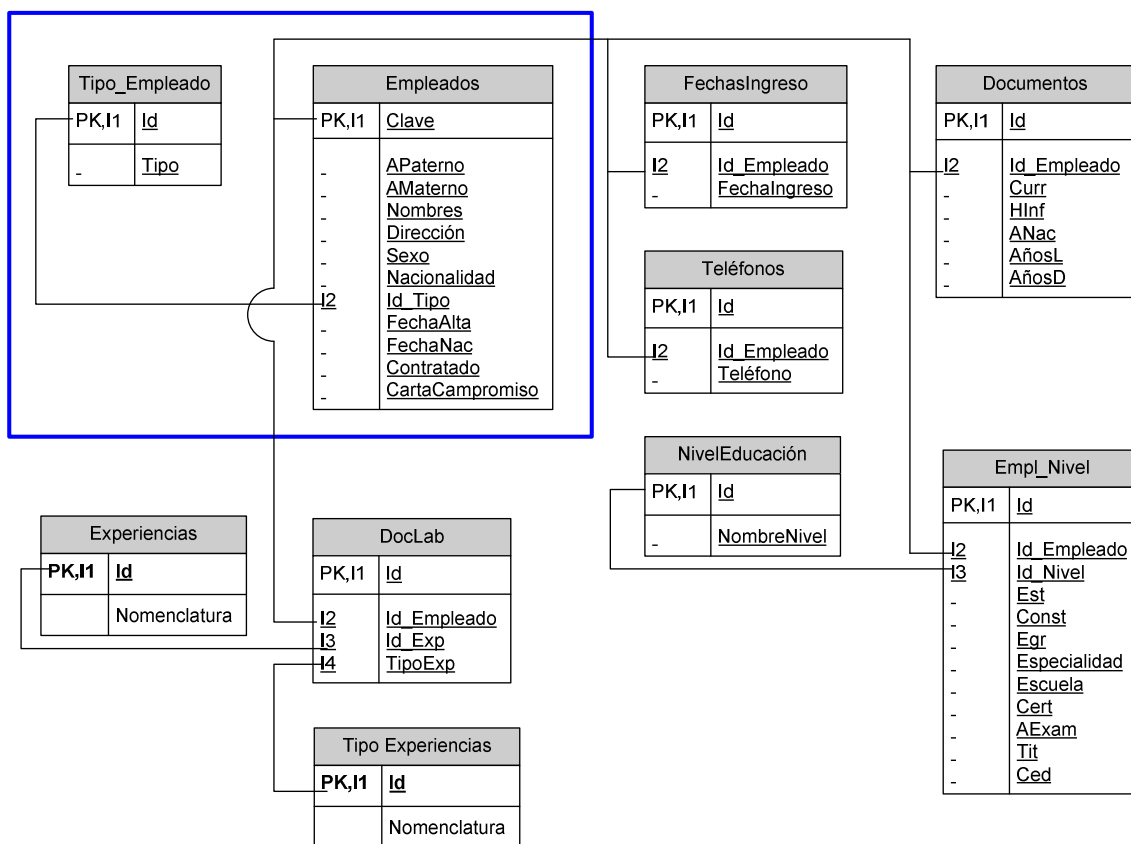 Tipo_Empleado
PK,I1 Id
_ Tipo
Empleados
PK,I1 Clave
_ APaterno
_ AMaterno
_ Nombres
_ Dirección
_ Sexo
_ Nacionalidad
I2 Id_Tipo
_ FechaAlta
_ FechaNac
_ Contratado
_ CartaCampromiso
FechasIngreso
PK,I1 Id
I2 Id_Empleado
_ FechaIngreso
Documentos
PK,I1 Id
I2 Id_Empleado
_ Curr
_ HInf
_ ANac
_ AñosL
_ AñosD
Teléfonos
PK,I1 Id
I2 Id_Empleado
_ Teléfono
NivelEducación
PK,I1 Id
_ NombreNivel
Empl_Nivel
PK,I1 Id
I2 Id_Empleado
I3 Id_Nivel
_ Est
_ Const
_ Egr
_ Especialidad
_ Escuela
_ Cert
_ AExam
_ Tit
_ Ced
Experiencias
PK,I1 Id
Nomenclatura
DocLab
PK,I1 Id
I2 Id_Empleado
I3 Id_Exp
I4 TipoExp
Tipo Experiencias
PK,I1 Id
Nomenclatura